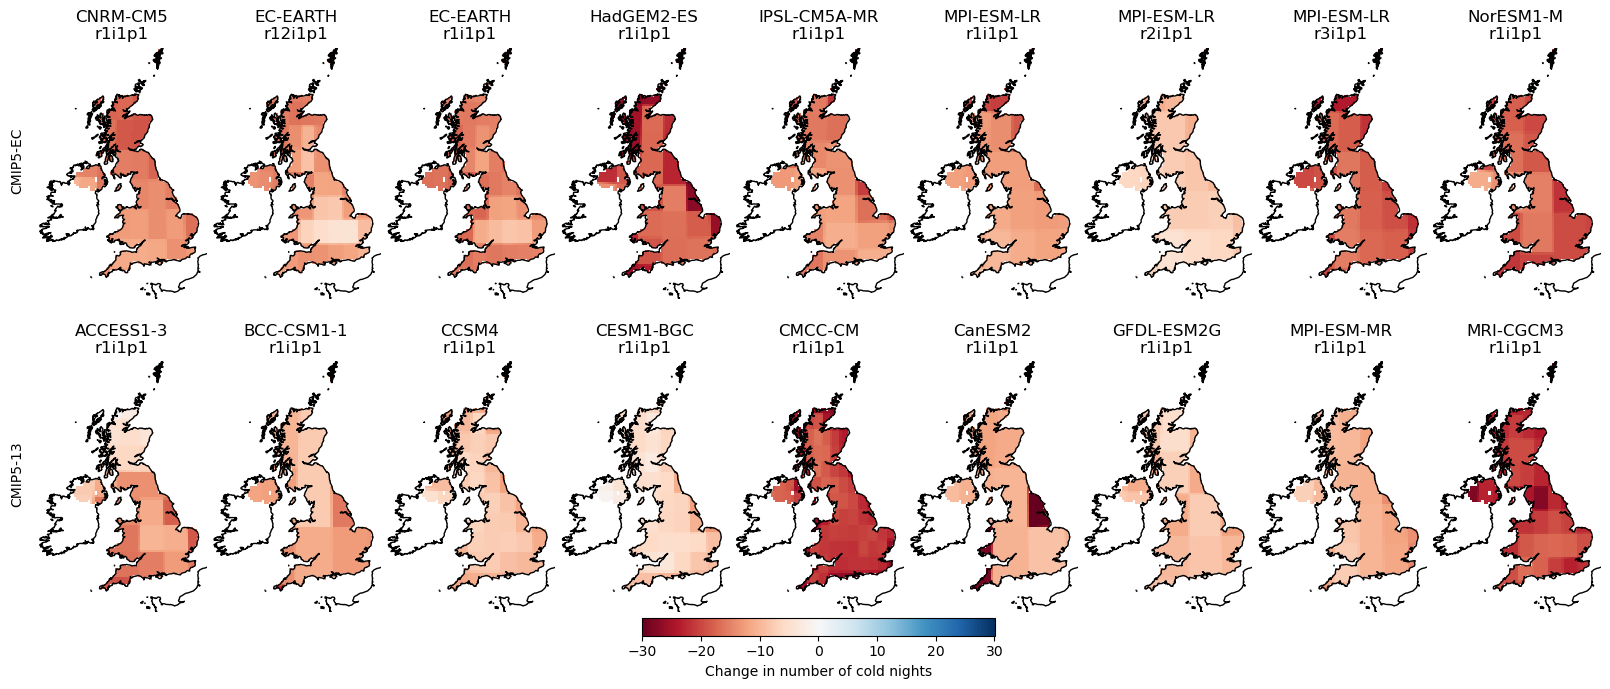 CNRM-CM5 EC-EARTH EC-EARTH HadGEM2-ES IPSL-CM5A-MR MPI-ESM-LR MPI-ESM-LR MPI-ESM-LR NorESM1-M
r1i1p1 r12i1p1 r1i1p1 r1i1p1 r1i1p1 r1i1p1 r2i1p1 r3i1p1 r1i1p1
CMIP5-EC
ACCESS1-3 BCC-CSM1-1 CCSM4 CESM1-BGC CMCC-CM CanESM2 GFDL-ESM2G MPI-ESM-MR MRI-CGCM3
r1i1p1 r1i1p1 r1i1p1 r1i1p1 r1i1p1 r1i1p1 r1i1p1 r1i1p1 r1i1p1
CMIP5-13
−30 −20 −10 0 10 20 30
Change in number of cold nights